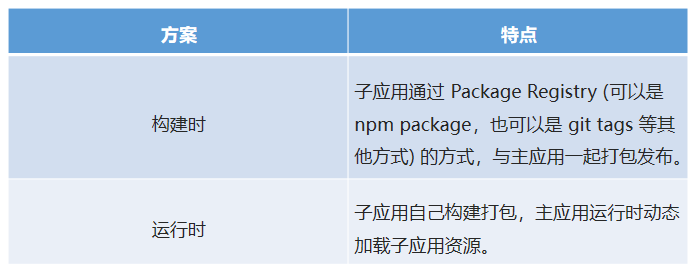 方案
特点
构建时
子应用通过 Package Registry (可以是
npm package，也可以是 git tags 等其
他方式) 的方式，与主应用一起打包发布。
运行时
子应用自己构建打包，主应用运行时动态
加载子应用资源。